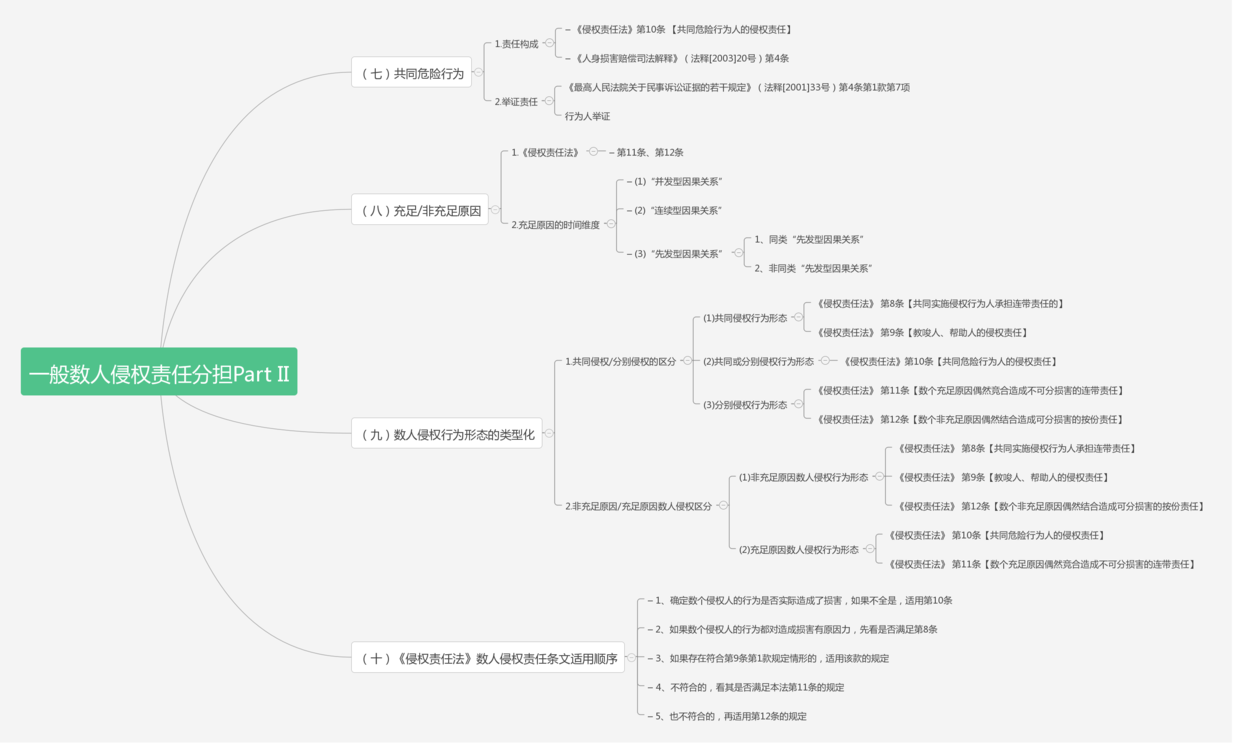 一般数人侵权责任分担Part II
（七）共同危险行为
1.责任构成
– 《侵权责任法》第10条 【共同危险行为人的侵权责任】
– 《人身损害赔偿司法解释》（法释[2003]20号）第4条
2.举证责任
《最高人民法院关于民事诉讼证据的若干规定》（法释[2001]33号）第4条第1款第7项
行为人举证
（八）充足/非充足原因
1.《侵权责任法》
– 第11条、第12条
2.充足原因的时间维度
– (1)“并发型因果关系”
– (2)“连续型因果关系”
– (3)“先发型因果关系”
1、同类“先发型因果关系”
2、非同类“先发型因果关系”
（九）数人侵权行为形态的类型化
1.共同侵权/分别侵权的区分
(1)共同侵权行为形态
《侵权责任法》 第8条【共同实施侵权行为人承担连带责任的】
《侵权责任法》 第9条【教唆人、帮助人的侵权责任】
(2)共同或分别侵权行为形态
《侵权责任法》第10条【共同危险行为人的侵权责任】
(3)分别侵权行为形态
《侵权责任法》 第11条【数个充足原因偶然竞合造成不可分损害的连带责任】
《侵权责任法》 第12条【数个非充足原因偶然结合造成可分损害的按份责任】
2.非充足原因/充足原因数人侵权区分
(1)非充足原因数人侵权行为形态
《侵权责任法》 第8条【共同实施侵权行为人承担连带责任】
《侵权责任法》 第9条【教唆人、帮助人的侵权责任】
《侵权责任法》 第12条【数个非充足原因偶然结合造成可分损害的按份责任】
(2)充足原因数人侵权行为形态
《侵权责任法》 第10条【共同危险行为人的侵权责任】
《侵权责任法》 第11条【数个充足原因偶然竞合造成不可分损害的连带责任】
（十）《侵权责任法》数人侵权责任条文适用顺序
– 1、确定数个侵权人的行为是否实际造成了损害，如果不全是，适用第10条
– 2、如果数个侵权人的行为都对造成损害有原因力，先看是否满足第8条
– 3、如果存在符合第9条第1款规定情形的，适用该款的规定
– 4、不符合的，看其是否满足本法第11条的规定
– 5、也不符合的，再适用第12条的规定